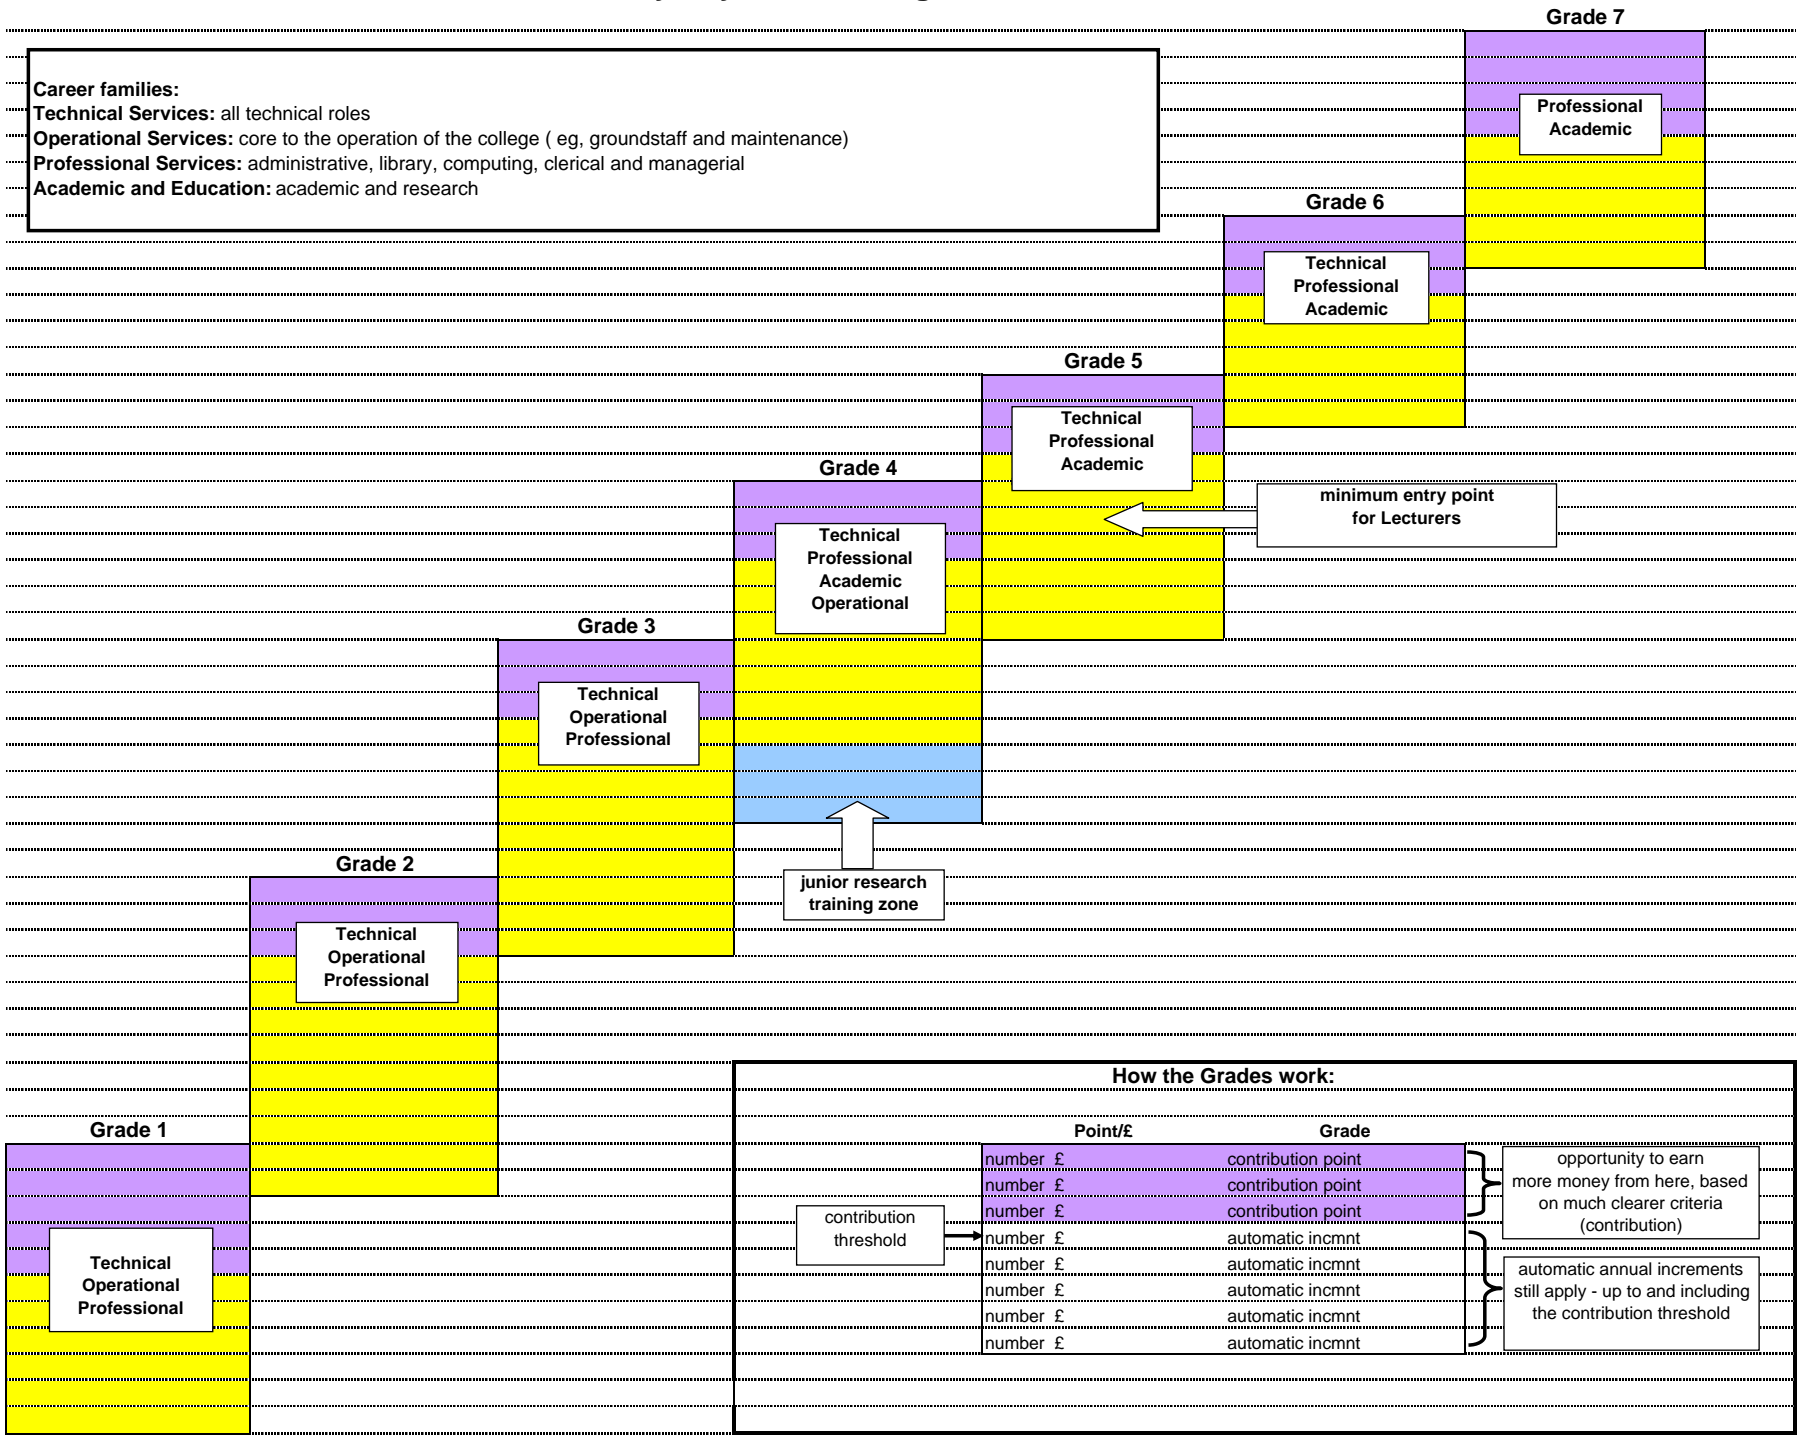 Grade 7
Career families:
Technical Services: all technical roles
Operational Services: core to the operation of the college ( eg, groundstaff and maintenance)
Professional Services: administrative, library, computing, clerical and managerial
Academic and Education: academic and research
Professional
Academic
Grade 6
Technical
Professional
Academic
Grade 5
Technical
Professional
Academic
minimum entry point
for Lecturers
Grade 4
Technical
Professional
Academic
Operational
Grade 3
Technical
Operational
Professional
junior research
training zone
Grade 2
Technical
Operational
Professional
Grade 1
Technical
Operational
Professional
How the Grades work:
Point/£ Grade
number £ contribution point
number £ contribution point
number £ contribution point
number £ automatic incmnt
number £ automatic incmnt
number £ automatic incmnt
number £ automatic incmnt
number £ automatic incmnt
contribution
threshold
opportunity to earn
more money from here, based
on much clearer criteria
(contribution)
automatic annual increments
still apply - up to and including
the contribution threshold